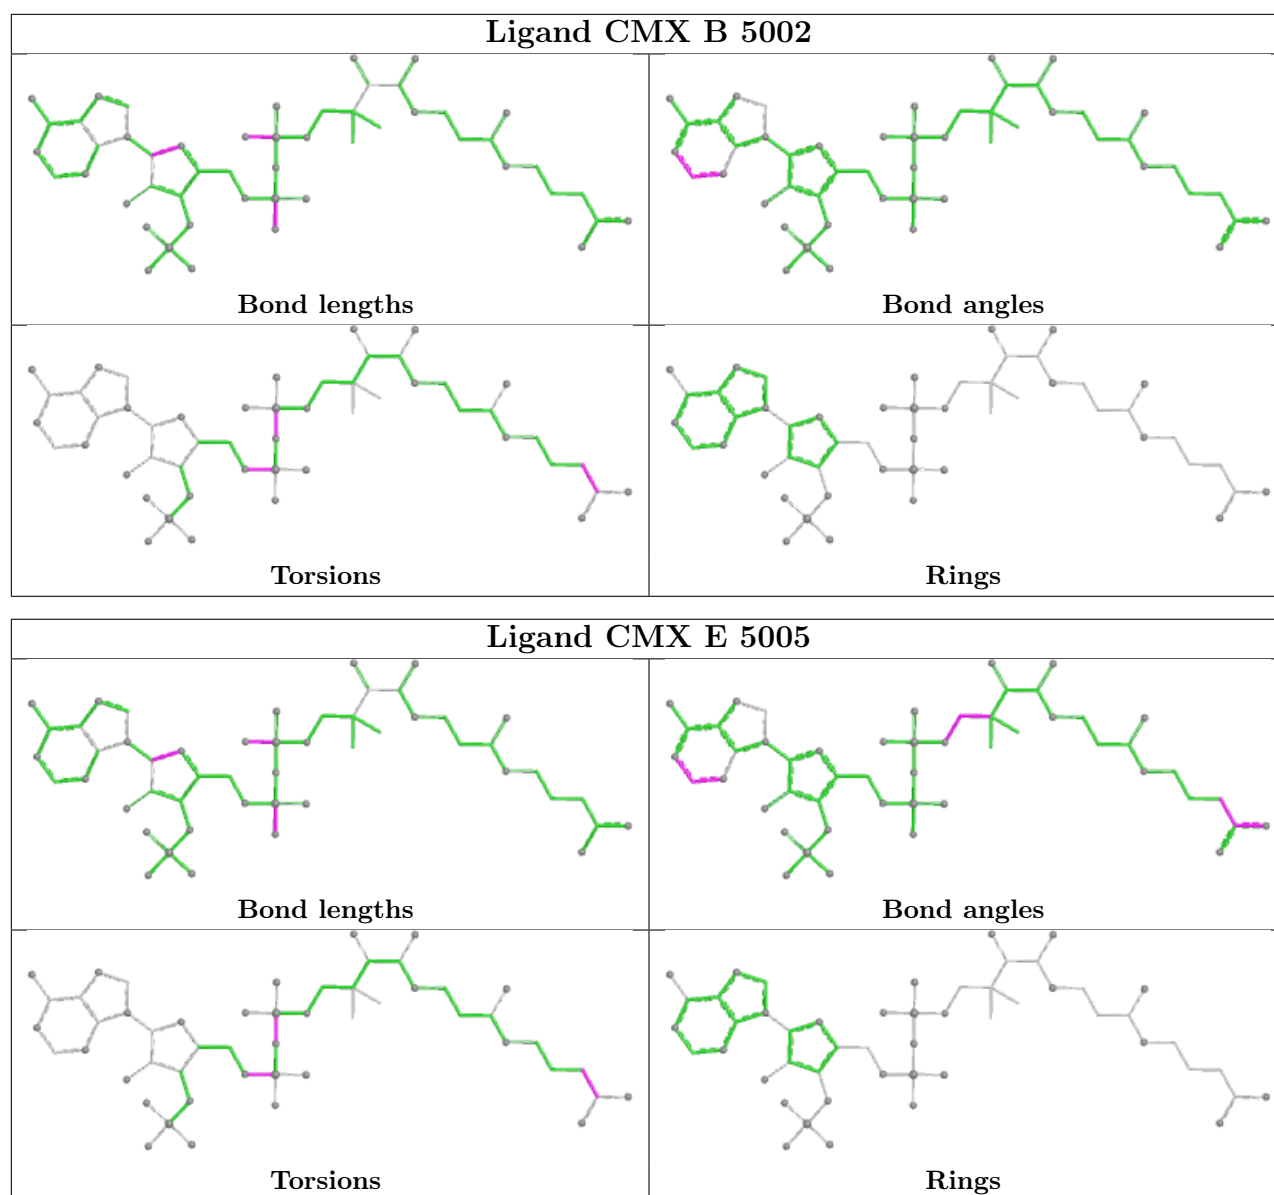 Ligand CMX B 5002
Bond lengths
Bond angles
Torsions
Rings
Ligand CMX E 5005
Bond lengths
Bond angles
Torsions
Rings